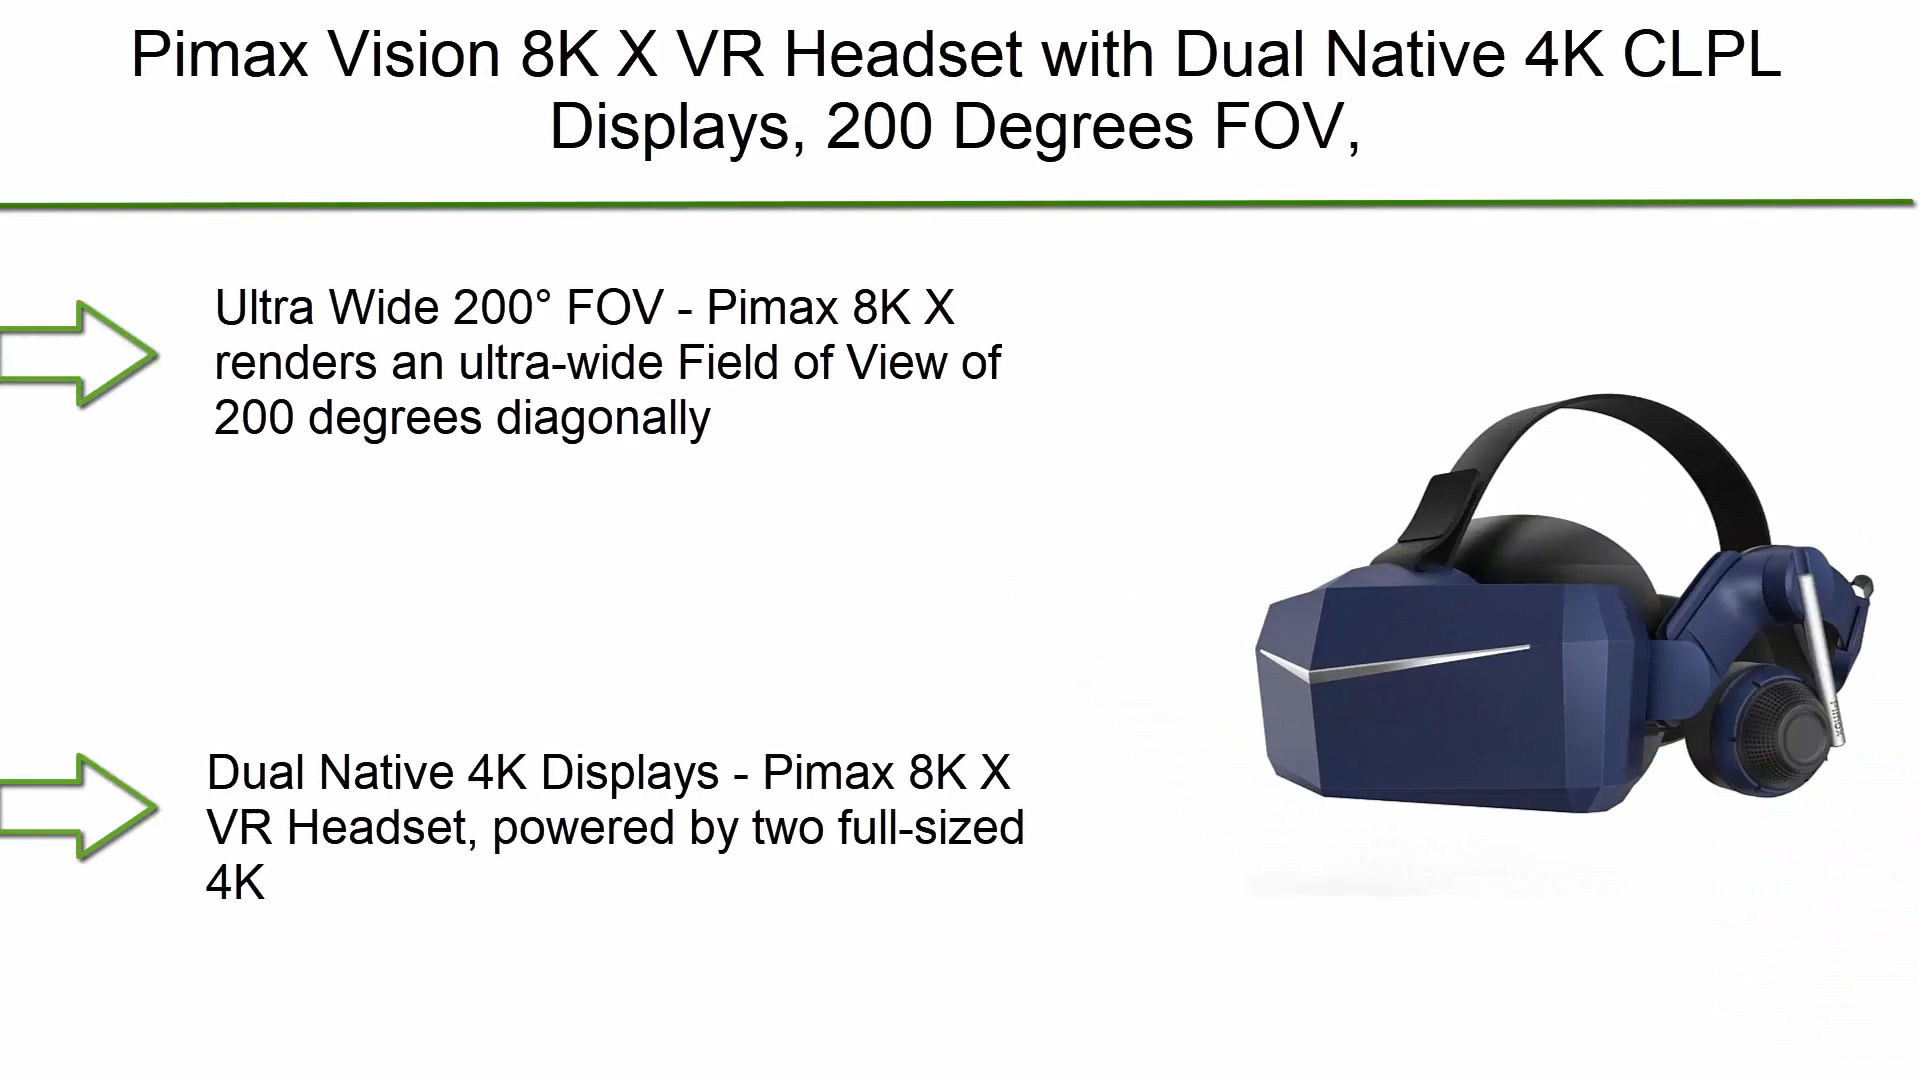 Pimax Vision 8K X VR Headset with Dual Native 4K CLPL
Displays, 200 Degrees FOV,
Ultra Wide 200° FOV - Pimax 8K X
renders an ultra-wide Field of View of
200 degrees diagonally
Dual Native 4K Displays - Pimax 8K X
VR Headset, powered by two full-sized
4K
pimax